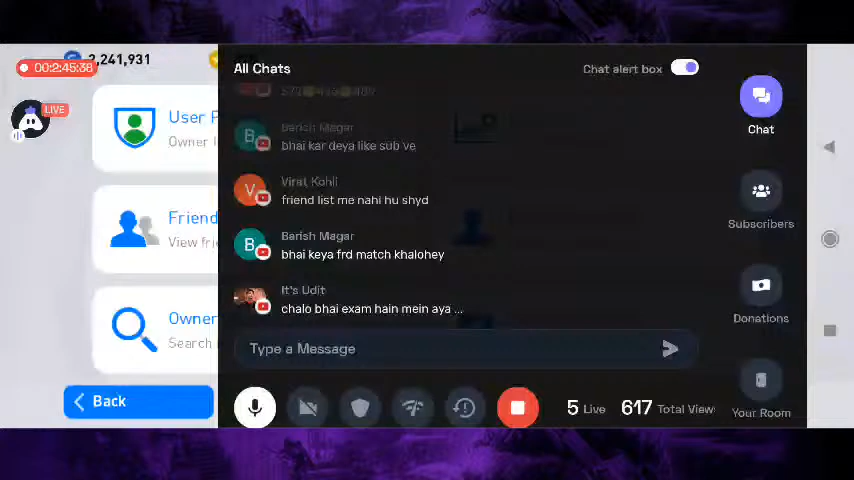 2,241,931
00:2:45:38
LIVE
User P
Owner I
Friend
View frie
Owner
Search
Back
All Chats
Chat alert box
Barish Magar
bhai kar deya like sub ve
Virat Kohli
friend list me nahi hu shyd
Barish Magar
bhai keya frd match khalohey
It's Udit
chalo bhai exam hain mein aya ...
Type a Message
5 Live
617 Total View
Chat
Subscribers
Donations
Your Room